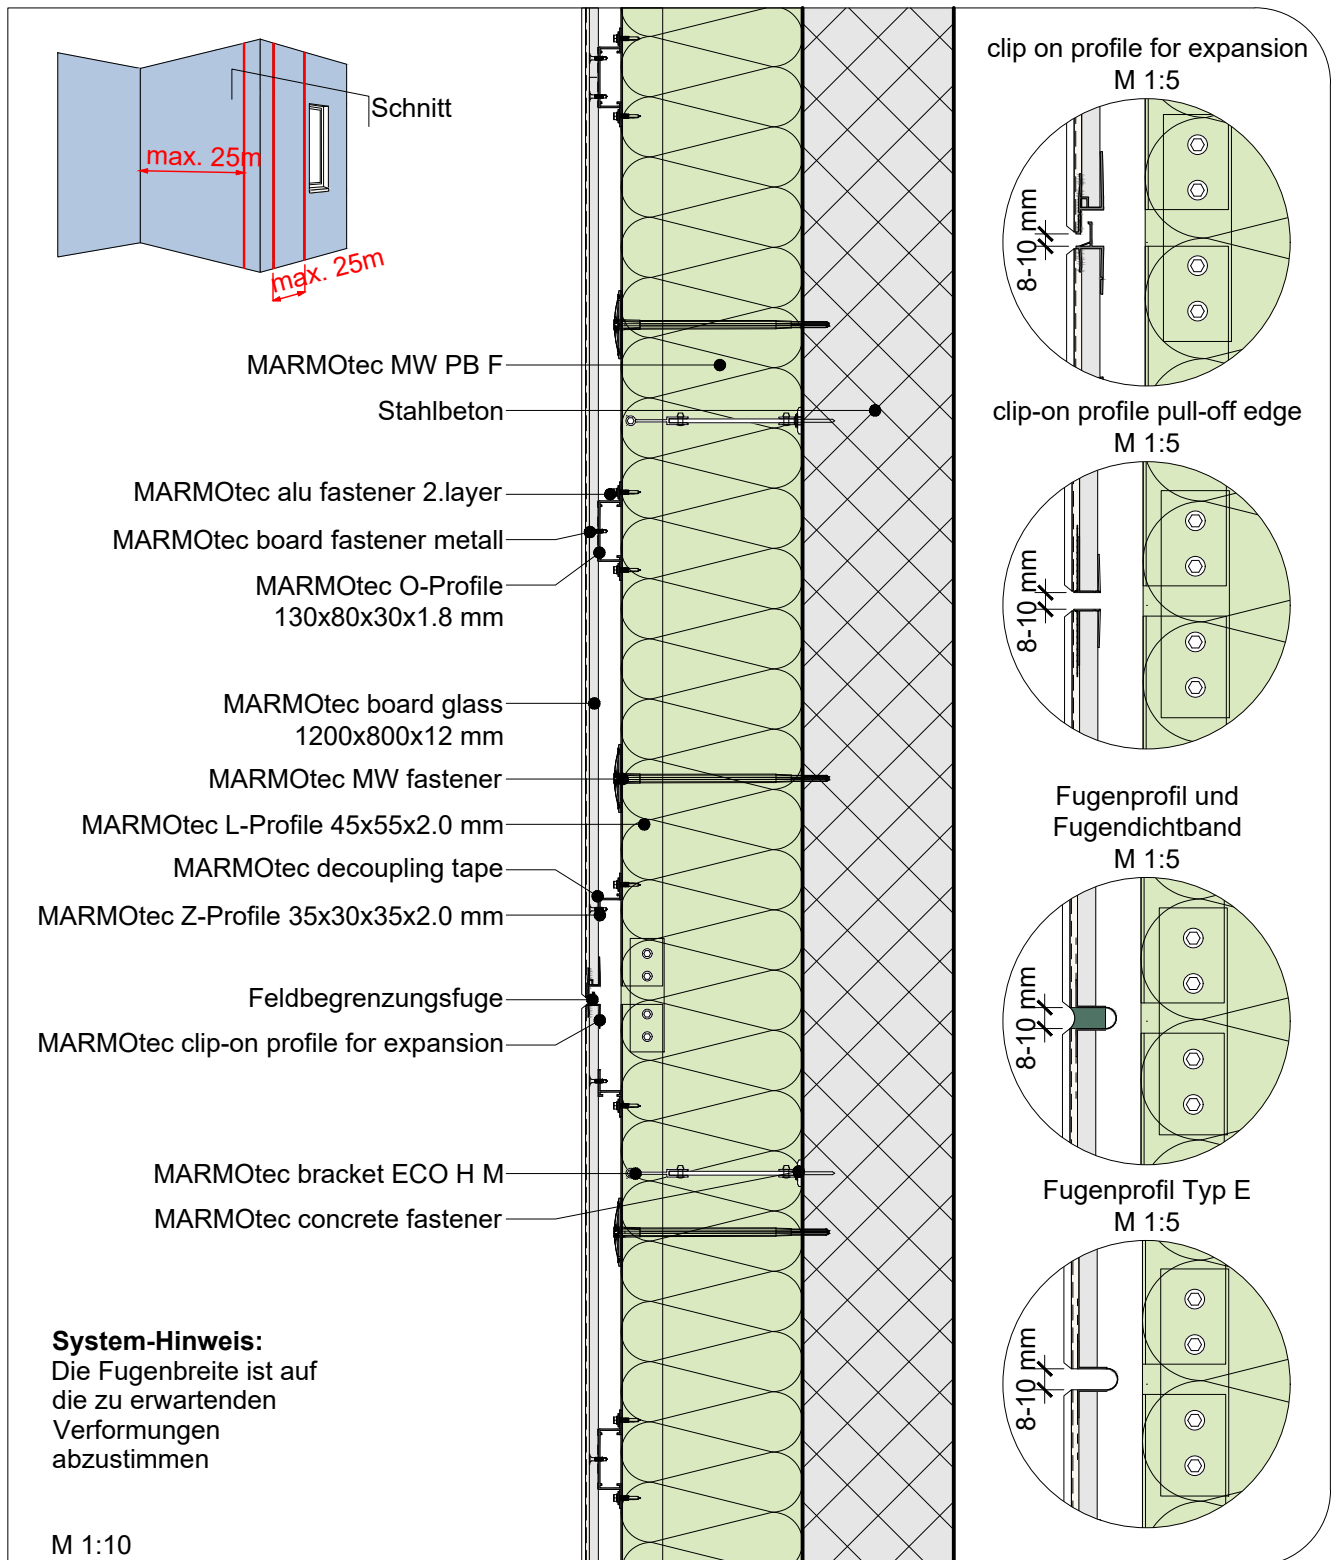 Schnitt
max. 25m
max. 25m
MARMOtec MW PB F
Stahlbeton
MARMOtec alu fastener 2.layer
MARMOtec board fastener metall
MARMOtec O-Profile
130x80x30x1.8 mm
MARMOtec board glass
1200x800x12 mm
MARMOtec MW fastener
MARMOtec L-Profile 45x55x2.0 mm
MARMOtec decoupling tape
MARMOtec Z-Profile 35x30x35x2.0 mm
Feldbegrenzungsfuge
MARMOtec clip-on profile for expansion
MARMOtec bracket ECO H M
MARMOtec concrete fastener
System-Hinweis:
Die Fugenbreite ist auf
die zu erwartenden
Verformungen
abzustimmen
M 1:10
clip on profile for expansion
M 1:5
8-10 mm
clip-on profile pull-off edge
M 1:5
8-10 mm
Fugenprofil und
Fugendichtband
M 1:5
8-10 mm
Fugenprofil Typ E
M 1:5
8-10 mm